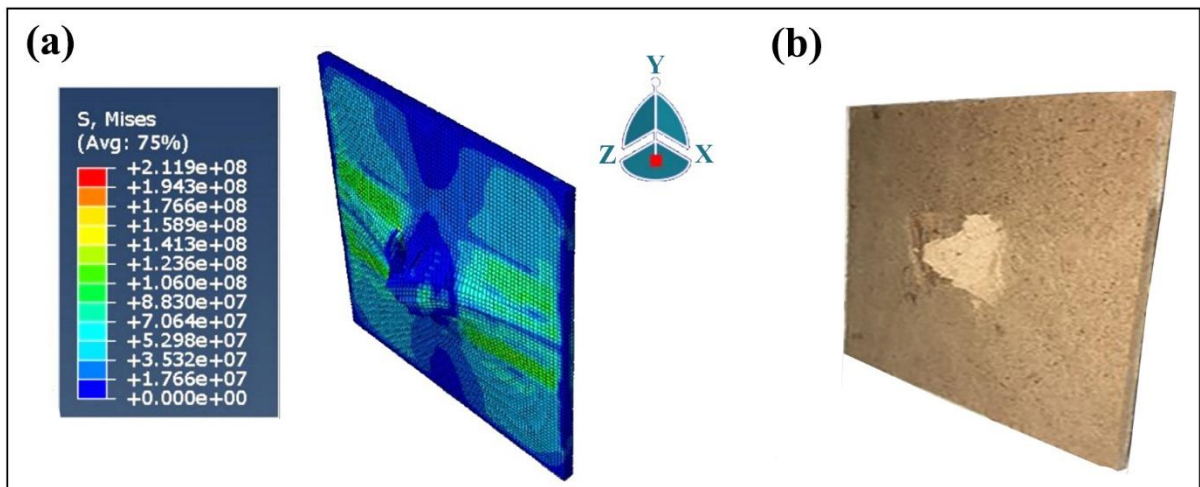 (a)
(b)
S, Mises
(Avg: 75%)
+2.119e+08
+1.943e+08
+1.766e+08
+1.589e+08
+1.413e+08
+1.236e+08
+1.060e+08
+8.830e+07
+7.064e+07
+5.298e+07
+3.532e+07
+1.766e+07
+0.000e+00
Y
Z X